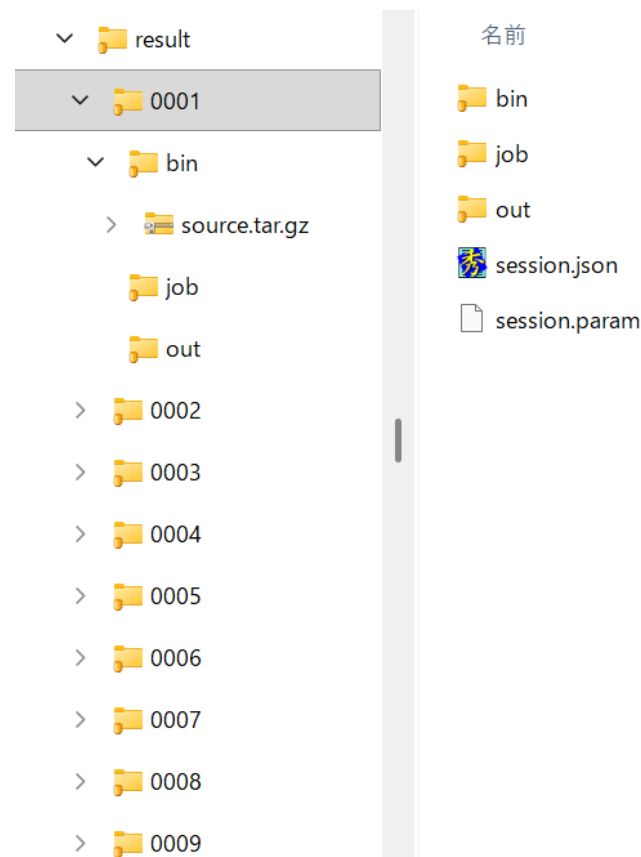 result
0001
bin
source.tar.gz
job
out
0002
0003
0004
0005
0006
0007
0008
0009
名前
bin
job
out
秀
session.json
session.param